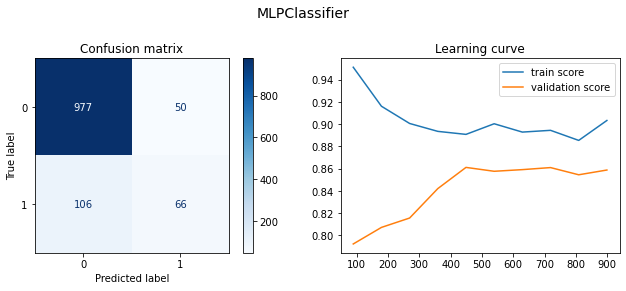 MLPClassifier
Confusion matrix
True label
0
1
977
50
106
66
0
1
Predicted label
800
600
400
200
Learning curve
train score
validation score
0.94
0.92
0.90
0.88
0.86
0.84
0.82
0.80
100 200 300 400 500 600 700 800 900